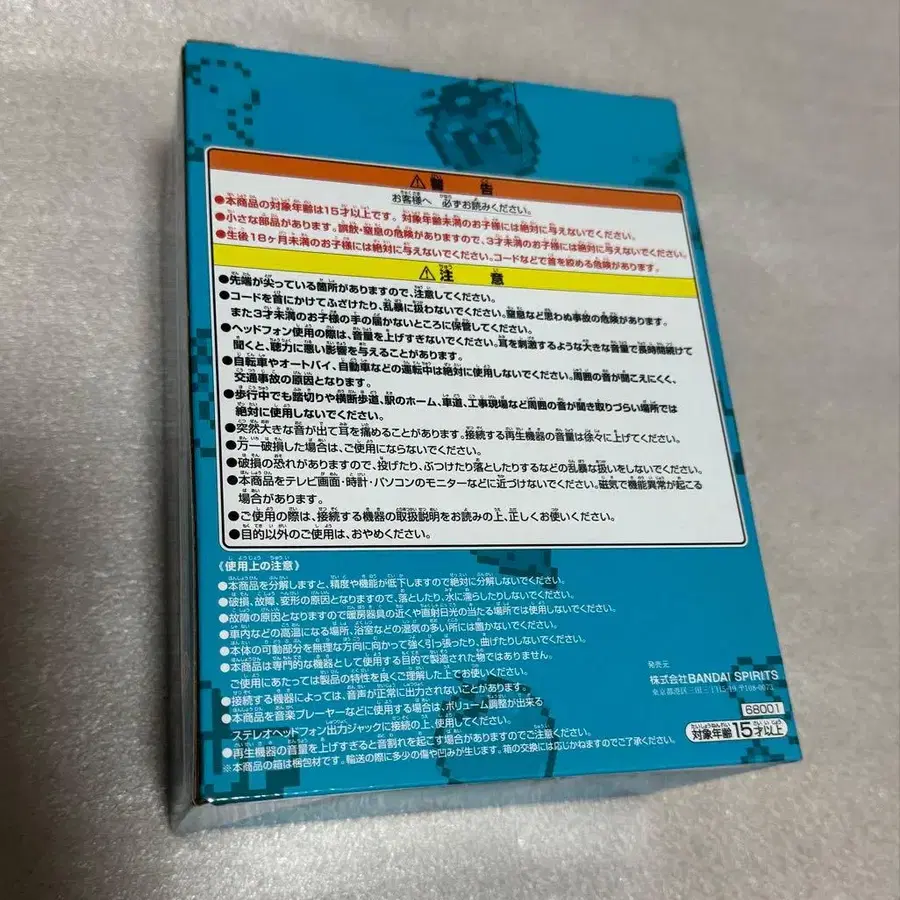 ⚠警 告
お客様へ 必ずお読みください。
●本商品の対象年齢は15才以上です。対象年齢未満のお子様には絶対に与えないでください。
●小さな部品があります。誤飲・窒息の危険がありますので、3才未満のお子様には絶対に与えないでください。
●生後18ヶ月未満のお子様には絶対に与えないでください。コードなどで首を絞める危険があります。
⚠注 意
●先端が尖っている箇所がありますので、注意してください。
●コードを首にかけてふざけたり、乱暴に扱わないでください。窒息など思わぬ事故の危険があります。
また3才未満のお子様の手の届かないところに保管してください。
●ヘッドフォン使用の際は、音量を上げすぎないでください。耳を刺激するような大きな音量で長時間続けて
聞くと、聴力に悪い影響を与えることがあります。
●自転車やオートバイ、自動車などの運転中は絶対に使用しないでください。周囲の音が聞こえにくく、
交通事故の原因となります。
●歩行中でも踏切りや横断歩道、駅のホーム、車道、工事現場など周囲の音が聞き取りづらい場所では
絶対に使用しないでください。
●突然大きな音が出て耳を痛めることがあります。接続する再生機器の音量は徐々に上げてください。
●万一破損した場合は、ご使用にならないでください。
●破損の恐れがありますので、投げたり、ぶつけたり落としたりするなどの乱暴な扱いをしないでください。
●本商品をテレビ画面・時計・パソコンのモニターなどに近づけないでください。磁気で機能異常が起こる
場合があります。
●ご使用の際は、接続する機器の取扱説明をお読みの上、正しくお使いください。
●目的以外のご使用は、おやめください。
《使用上の注意》
●本商品を分解しますと、精度や機能が低下しますので絶対に分解しないでください。
●破損、故障、変形の原因となりますので、落としたり、水に濡らしたりしないでください。
●故障の原因となりますので暖房器具の近くや直射日光の当たる場所では使用しないでください。
●車内などの高温になる場所、浴室などの湿気の多い所には置かないでください。
●本体の可動部分を無理な方向に向かって強く引っ張ったり、曲げたりしないでください。
●本商品は専門的な機器として使用する目的で製造された物ではありません。
ご使用にあたっては製品の特性を良くご理解した上でお使いください。
●接続する機器によっては、音声が正常に出力されないことがあります。
●本商品を音楽プレーヤーなどに使用する場合は、ボリューム調整が出来る
ステレオヘッドフォン出力ジャックに接続の上、使用してください。
●再生機器の音量を上げすぎると音割れを起こす場合がありますのでご注意ください。
※本商品の箱は梱包材です。輸送の際に多少の傷や凹みが生じます。箱の交換には応じかねますのでご了承ください。
発売元
株式会社BANDAI SPIRITS
68001
対象年齢15才以上